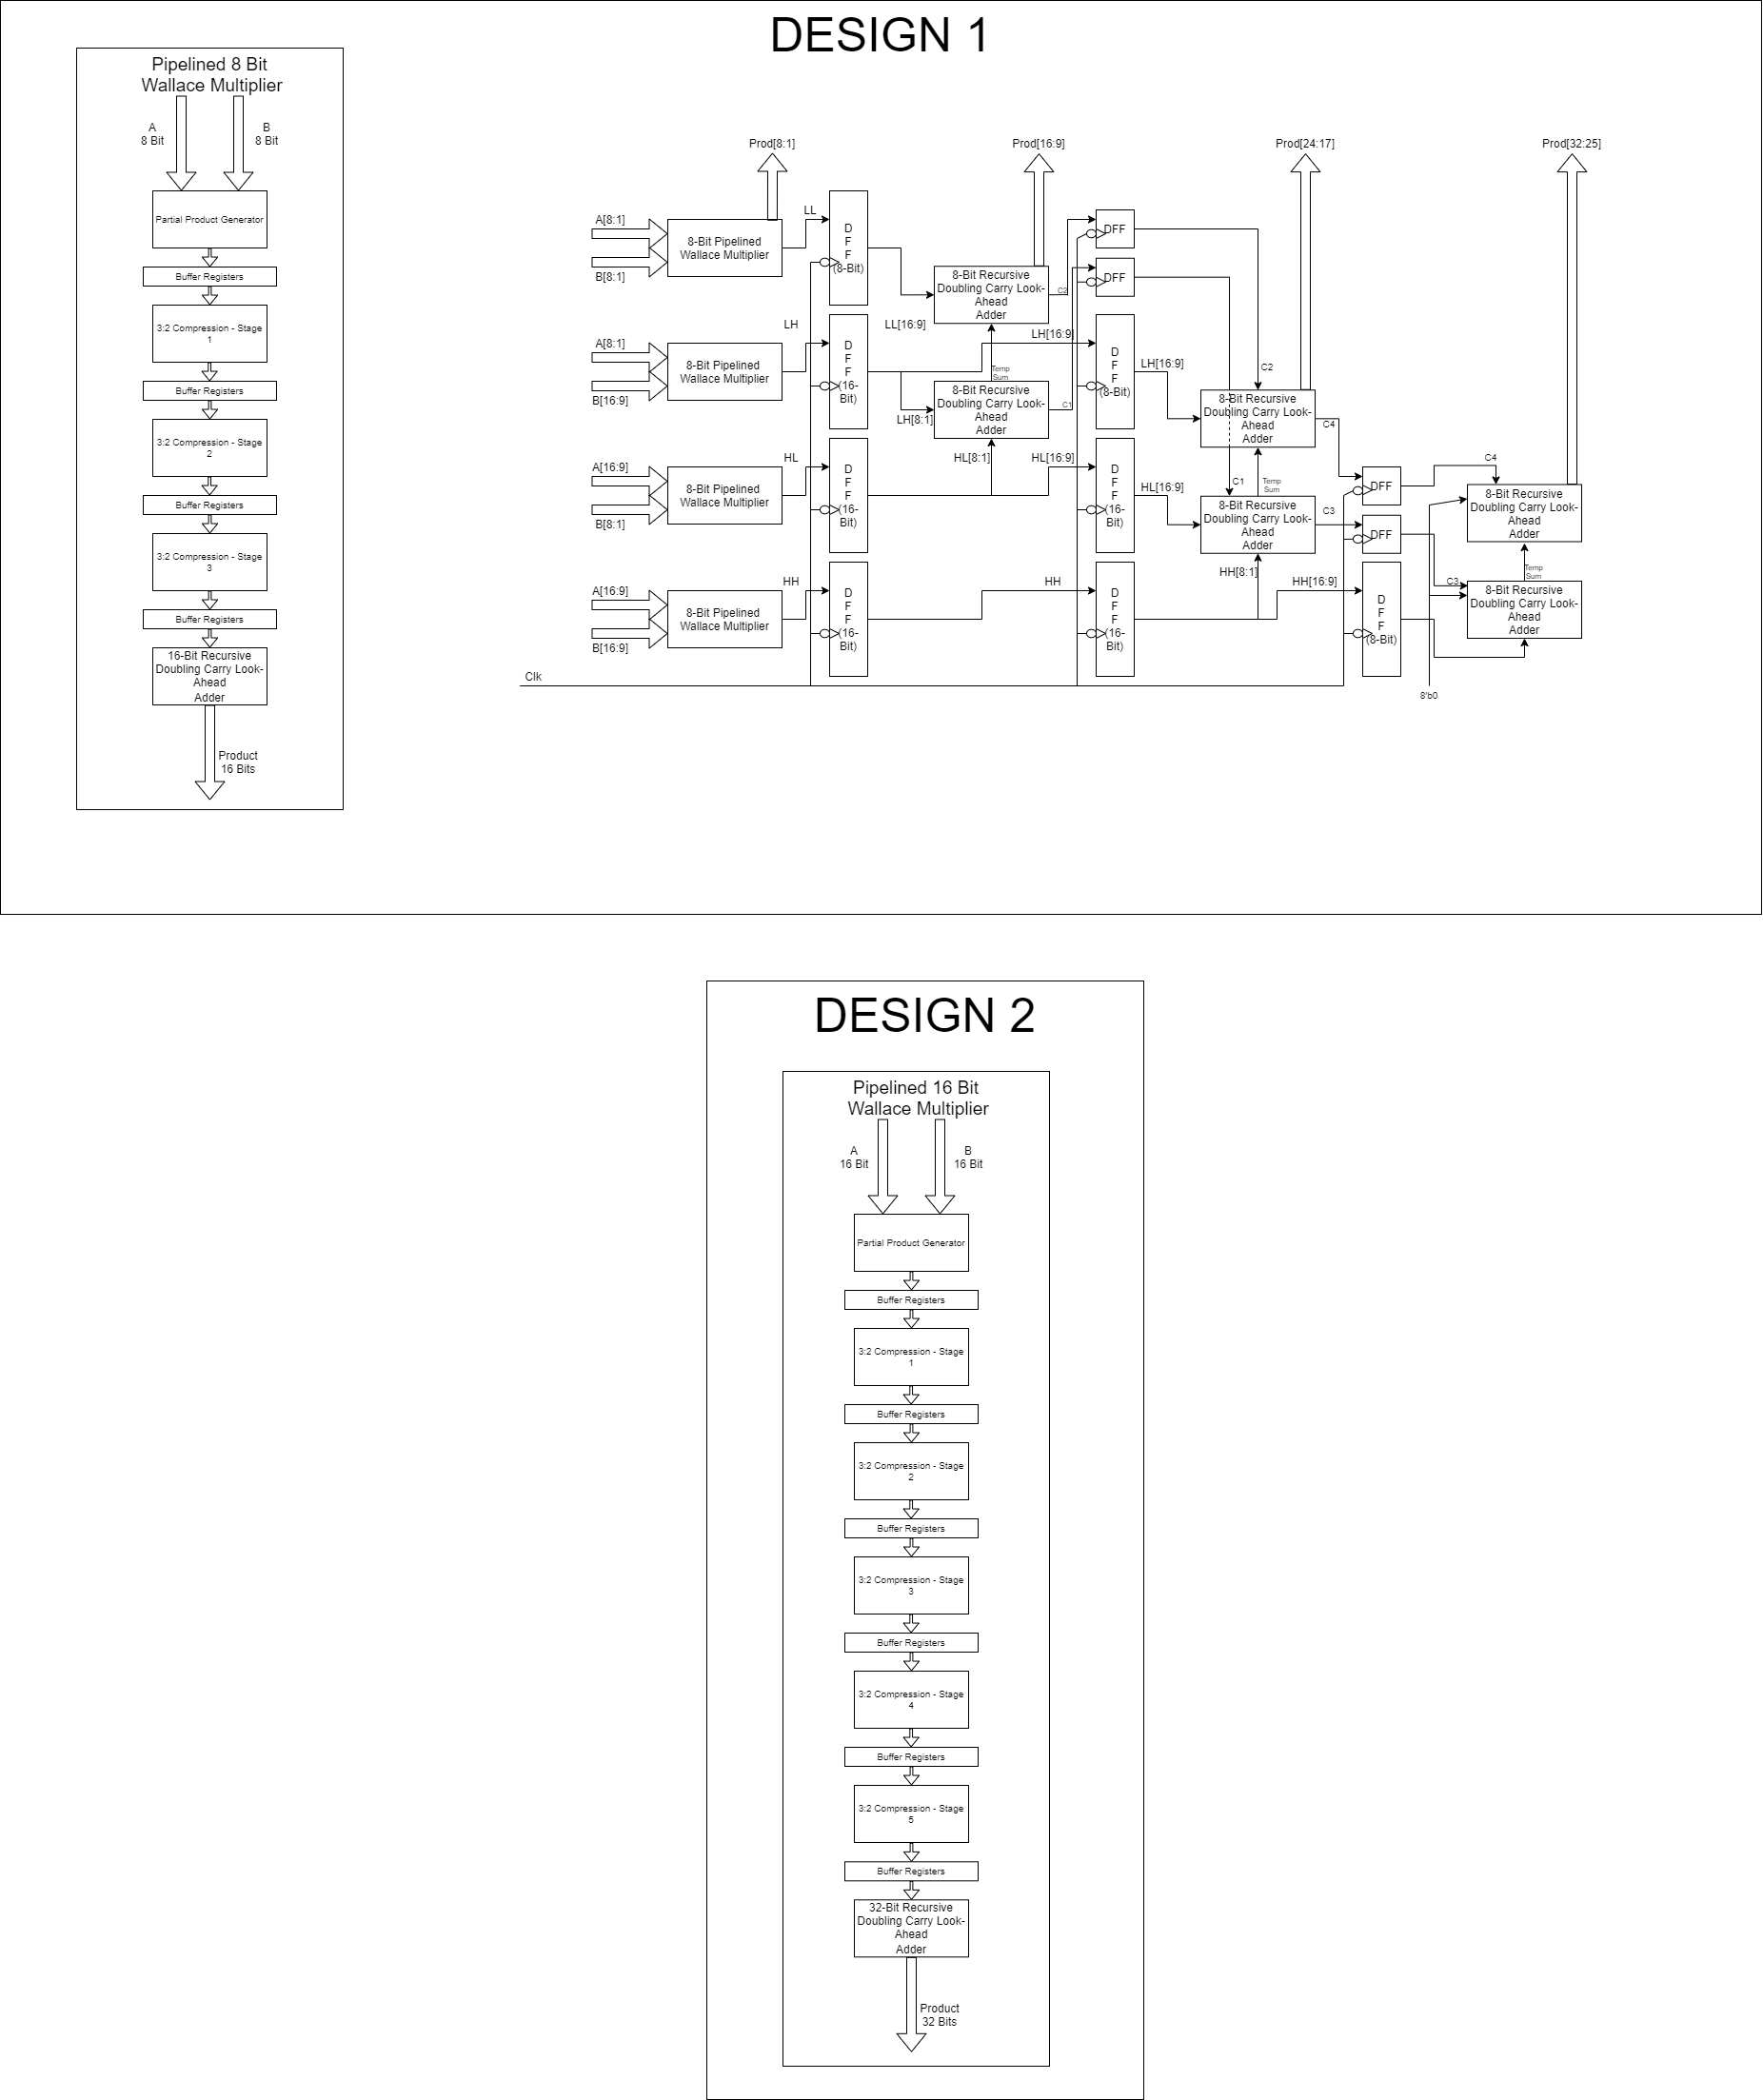 DESIGN 1
Pipelined 8 Bit
Wallace Multiplier
A
8 Bit
B
8 Bit
Partial Product Generator
Buffer Registers
3:2 Compression - Stage
1
Buffer Registers
3:2 Compression - Stage
2
Buffer Registers
3:2 Compression - Stage
3
Buffer Registers
16-Bit Recursive
Doubling Carry Look-
Ahead
Adder
Product
16 Bits
Prod[8:1]
Prod[16:9]
Prod[24:17]
Prod[32:25]
A[8:1]
B[8:1]
8-Bit Pipelined
Wallace Multiplier
LL
D
F
F
(8-Bit)
LL[16:9]
8-Bit Recursive
Doubling Carry Look-
Ahead
Adder
C2
DFF
DFF
A[8:1]
B[16:9]
8-Bit Pipelined
Wallace Multiplier
LH
D
F
F
(16-
Bit)
LH[8:1]
LH[16:9]
Temp
Sum
8-Bit Recursive
Doubling Carry Look-
Ahead
Adder
C1
D
F
F
(8-Bit)
LH[16:9]
C2
8-Bit Recursive
Doubling Carry Look-
Ahead
Adder
C4
A[16:9]
B[8:1]
8-Bit Pipelined
Wallace Multiplier
HL
D
F
F
(16-
Bit)
HL[8:1]
HL[16:9]
D
F
F
(16-
Bit)
HL[16:9]
C1
Temp
Sum
8-Bit Recursive
Doubling Carry Look-
Ahead
Adder
C3
DFF
DFF
C4
8-Bit Recursive
Doubling Carry Look-
Ahead
Adder
A[16:9]
B[16:9]
8-Bit Pipelined
Wallace Multiplier
HH
D
F
F
(16-
Bit)
HH
D
F
F
(16-
Bit)
HH[8:1]
HH[16:9]
D
F
F
(8-Bit)
C3
Temp
Sum
8-Bit Recursive
Doubling Carry Look-
Ahead
Adder
Clk
8'b0
DESIGN 2
Pipelined 16 Bit
Wallace Multiplier
A
16 Bit
B
16 Bit
Partial Product Generator
Buffer Registers
3:2 Compression - Stage
1
Buffer Registers
3:2 Compression - Stage
2
Buffer Registers
3:2 Compression - Stage
3
Buffer Registers
3:2 Compression - Stage
4
Buffer Registers
3:2 Compression - Stage
5
Buffer Registers
32-Bit Recursive
Doubling Carry Look-
Ahead
Adder
Product
32 Bits